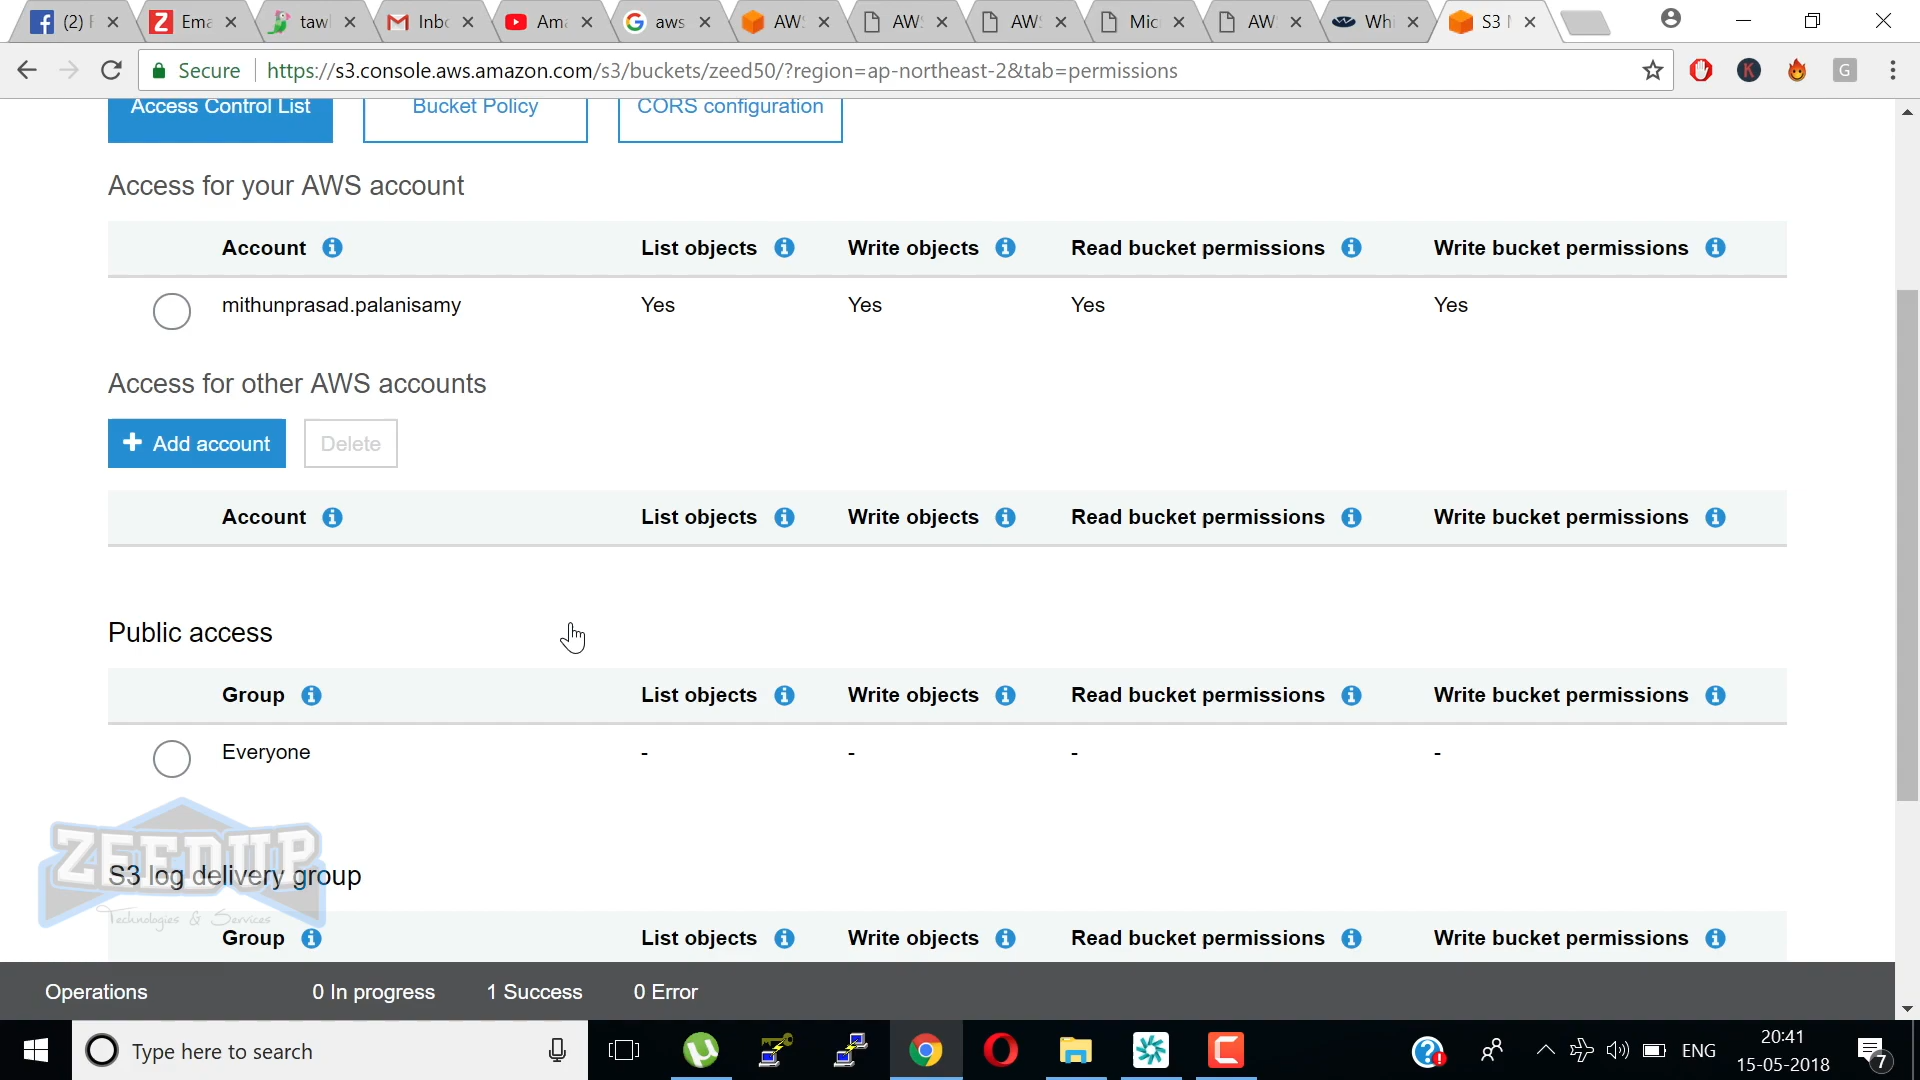 (2) F
Ema
tawl
Inbo
Ama
aws
AWS
AWS
AWS
Mic
AW
Whi
S3 M
Secure
https://s3.console.aws.amazon.com/s3/buckets/zeed50/?region=ap-northeast-2&tab=permissions
Access Control List
Bucket Policy
CORS configuration
Access for your AWS account
Account List objects Write objects Read bucket permissions Write bucket permissions
mithunprasad.palanisamy Yes Yes Yes Yes
Access for other AWS accounts
+ Add account
Delete
Account List objects Write objects Read bucket permissions Write bucket permissions
Public access
Group List objects Write objects Read bucket permissions Write bucket permissions
Everyone - - - -
ZEEDUP
Technologies & Services
S3 log delivery group
Group List objects Write objects Read bucket permissions Write bucket permissions
Operations 0 In progress 1 Success 0 Error
Type here to search
ENG
20:41
15-05-2018
7